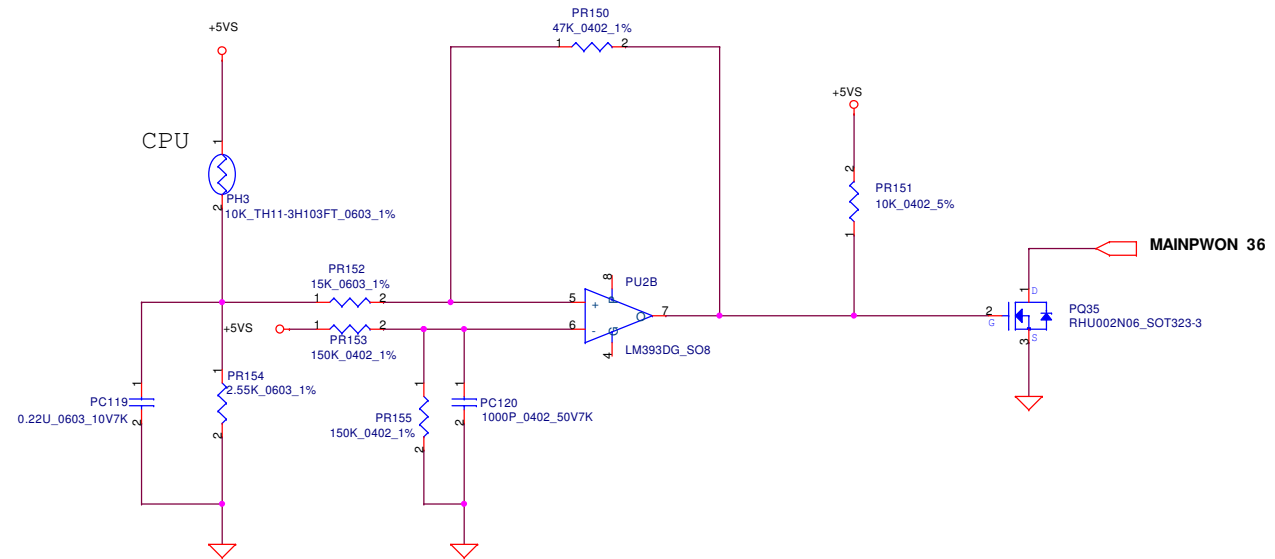 PR150
47K_0402_1%
1
2
+5VS
+5VS
CPU
1
PH3
2
10K_TH11-3H103FT_0603_1%
2
PR151
10K_0402_5%
1
MAINPWON 36
PR152
15K_0603_1%
1
2
8
PU2B
5
+
P
O
7
6
-
G
4
LM393DG_SO8
+5VS
1
2
PR153
150K_0402_1%
1
D
2
G
S
3
PQ35
RHU002N06_SOT323-3
1
PC119
0.22U_0603_10V7K
2
1
PR154
2.55K_0603_1%
2
1
PR155
150K_0402_1%
2
1
PC120
1000P_0402_50V7K
2